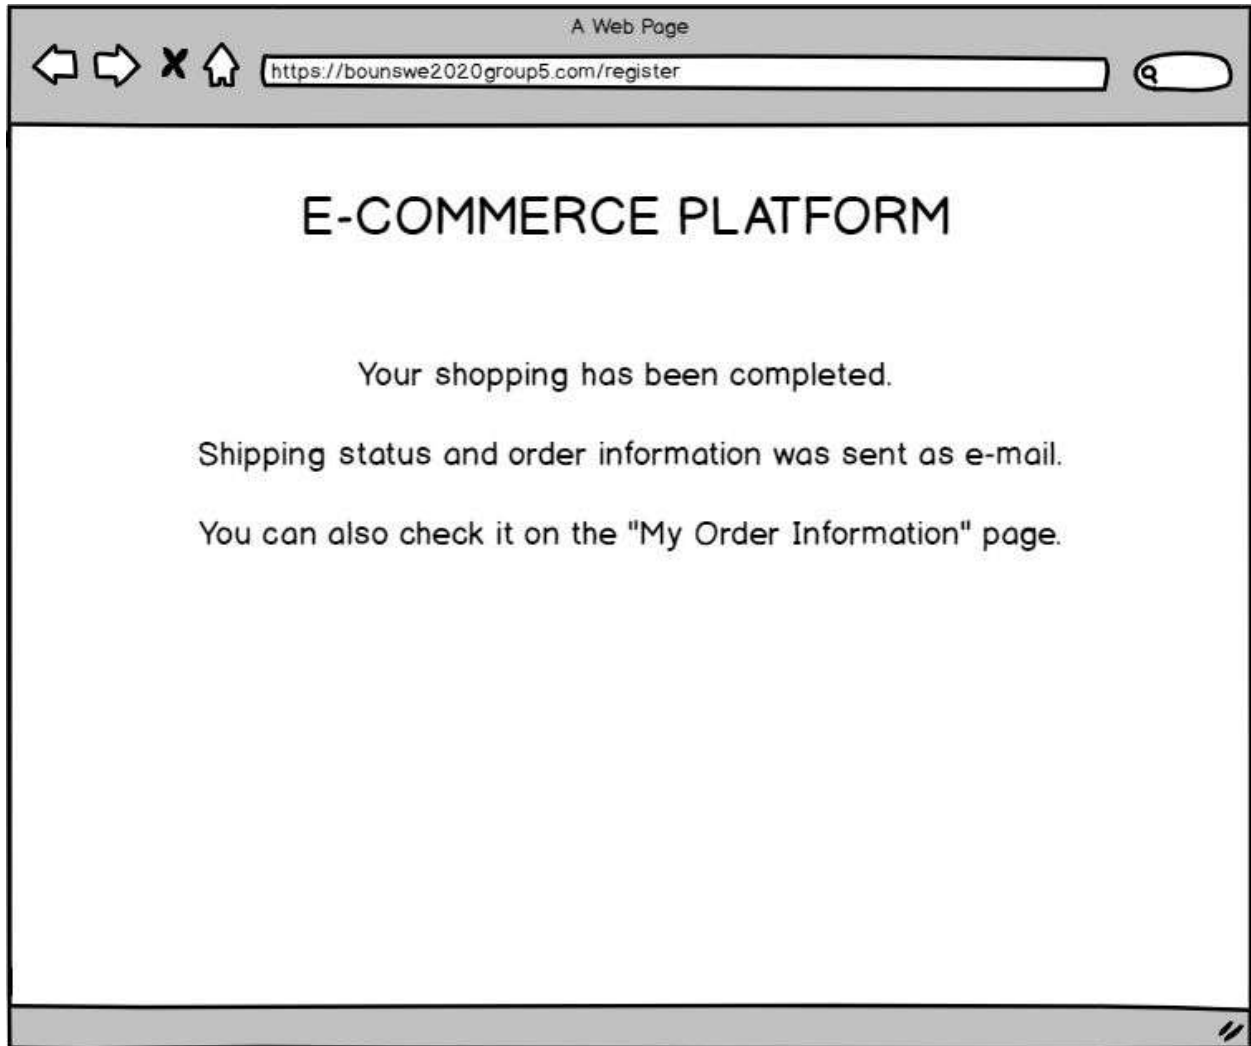 A Web Page
https://bounswe2020group5.com/register
E-COMMERCE PLATFORM
Your shopping has been completed.
Shipping status and order information was sent as e-mail.
You can also check it on the "My Order Information" page.